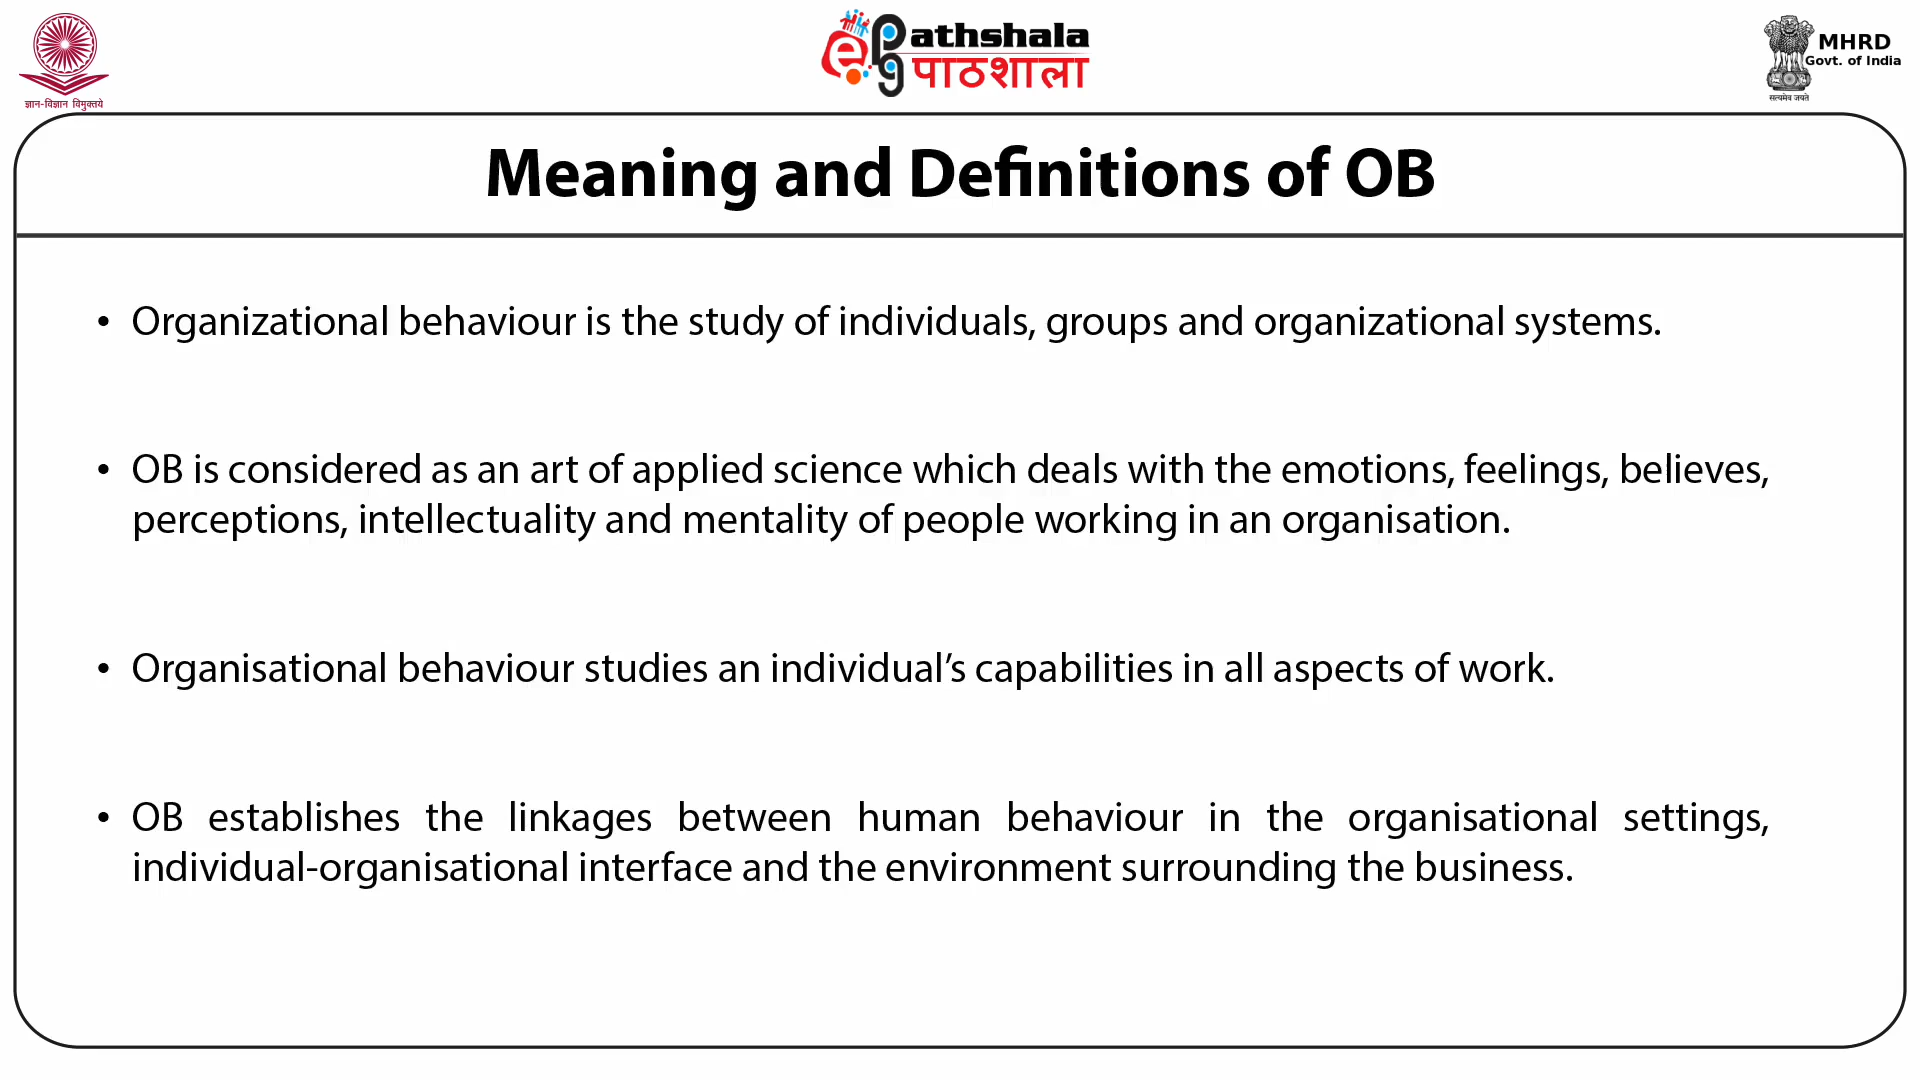 ज्ञान-विज्ञान विमुक्तये
ePathshala
पाठशाला
MHRD
Govt. of India
सत्यमेव जयते
Meaning and Definitions of OB
• Organizational behaviour is the study of individuals, groups and organizational systems.
• OB is considered as an art of applied science which deals with the emotions, feelings, believes,
perceptions, intellectuality and mentality of people working in an organisation.
• Organisational behaviour studies an individual’s capabilities in all aspects of work.
• OB establishes the linkages between human behaviour in the organisational settings,
individual-organisational interface and the environment surrounding the business.